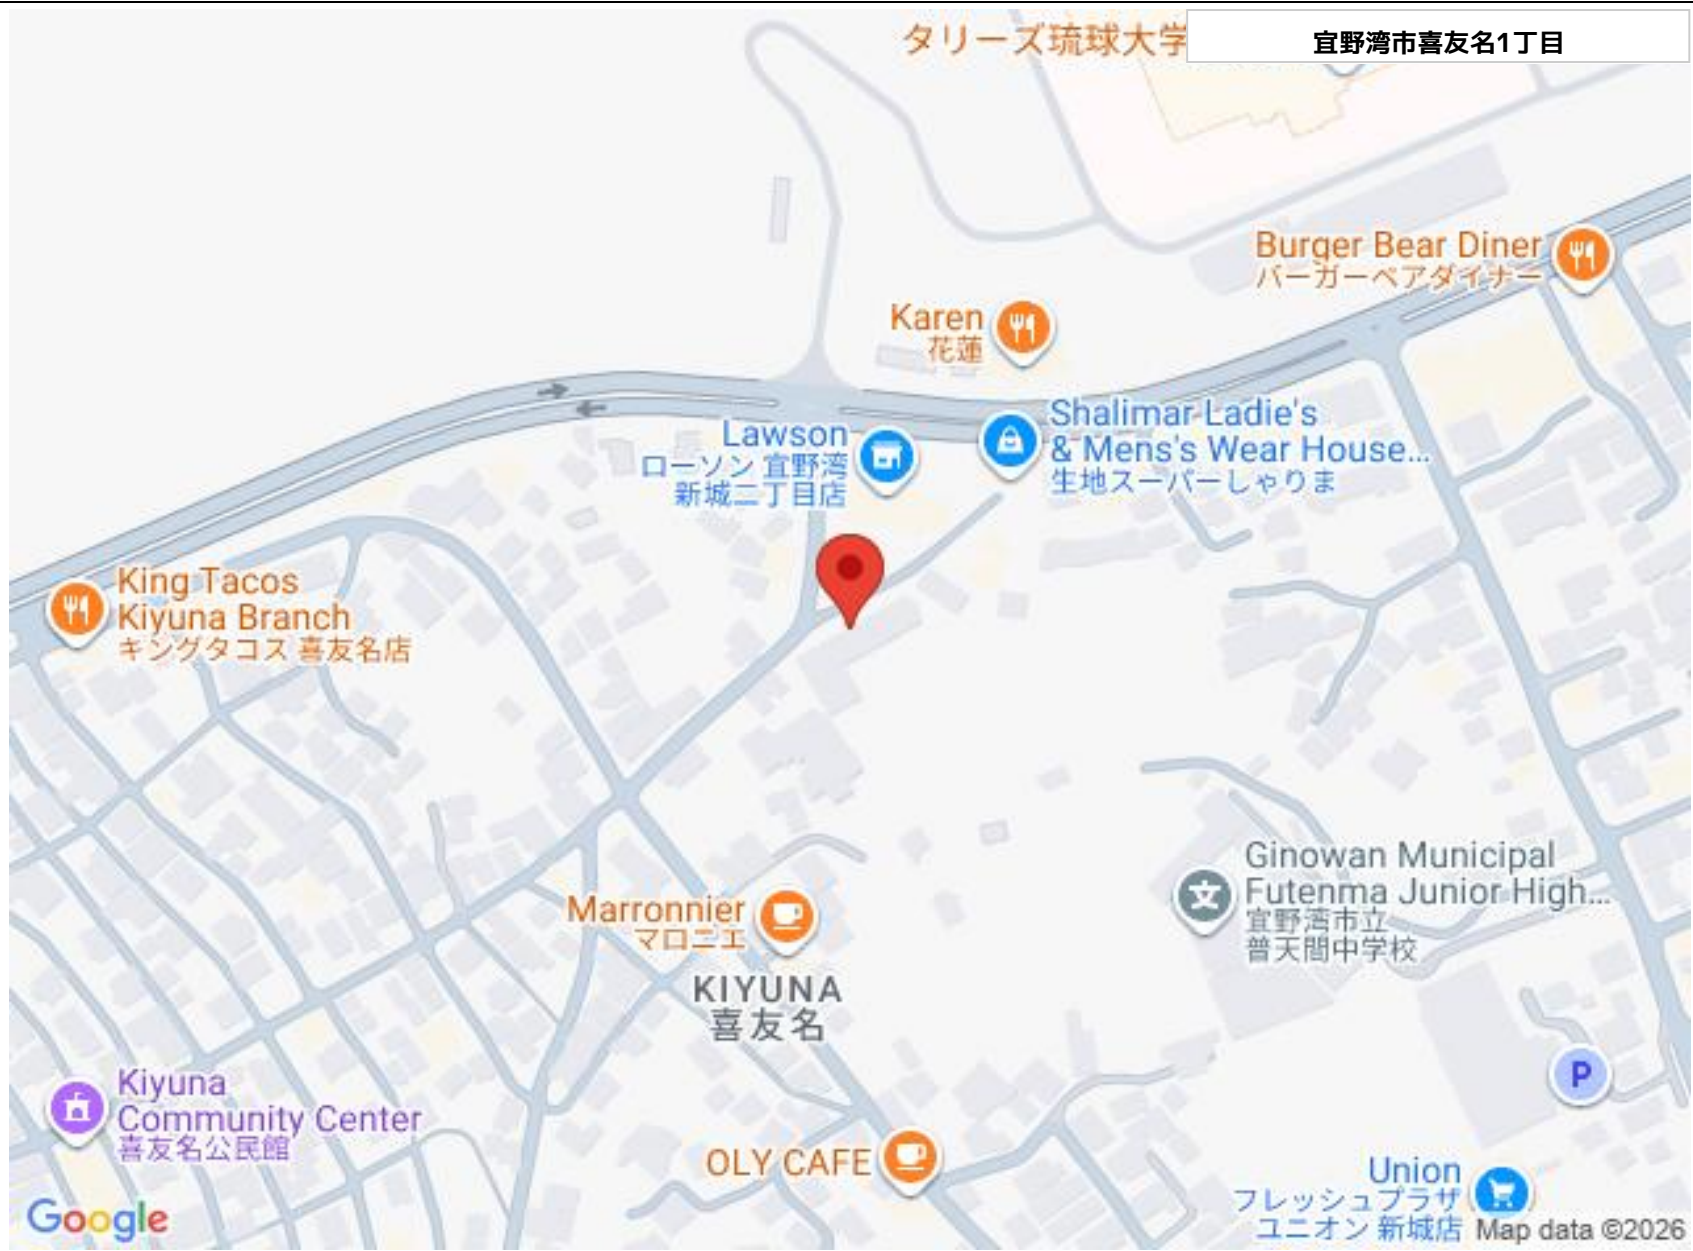 タリーズ琉球大学
宜野湾市喜友名1丁目
Burger Bear Diner
バーガーベアダイナー
Karen
花蓮
Shalimar Ladie's
& Mens's Wear House...
生地スーパーしゃりま
Lawson
ローソン 宜野湾
新城二丁目店
King Tacos
Kiyuna Branch
キングタコス 喜友名店
Ginowan Municipal
Futenma Junior High...
宜野湾市立
普天間中学校
Marronnier
マロニエ
KIYUNA
喜友名
P
Kiyuna
Community Center
喜友名公民館
OLY CAFE
Union
フレッシュプラザ
ユニオン 新城店
Google
Map data ©2026